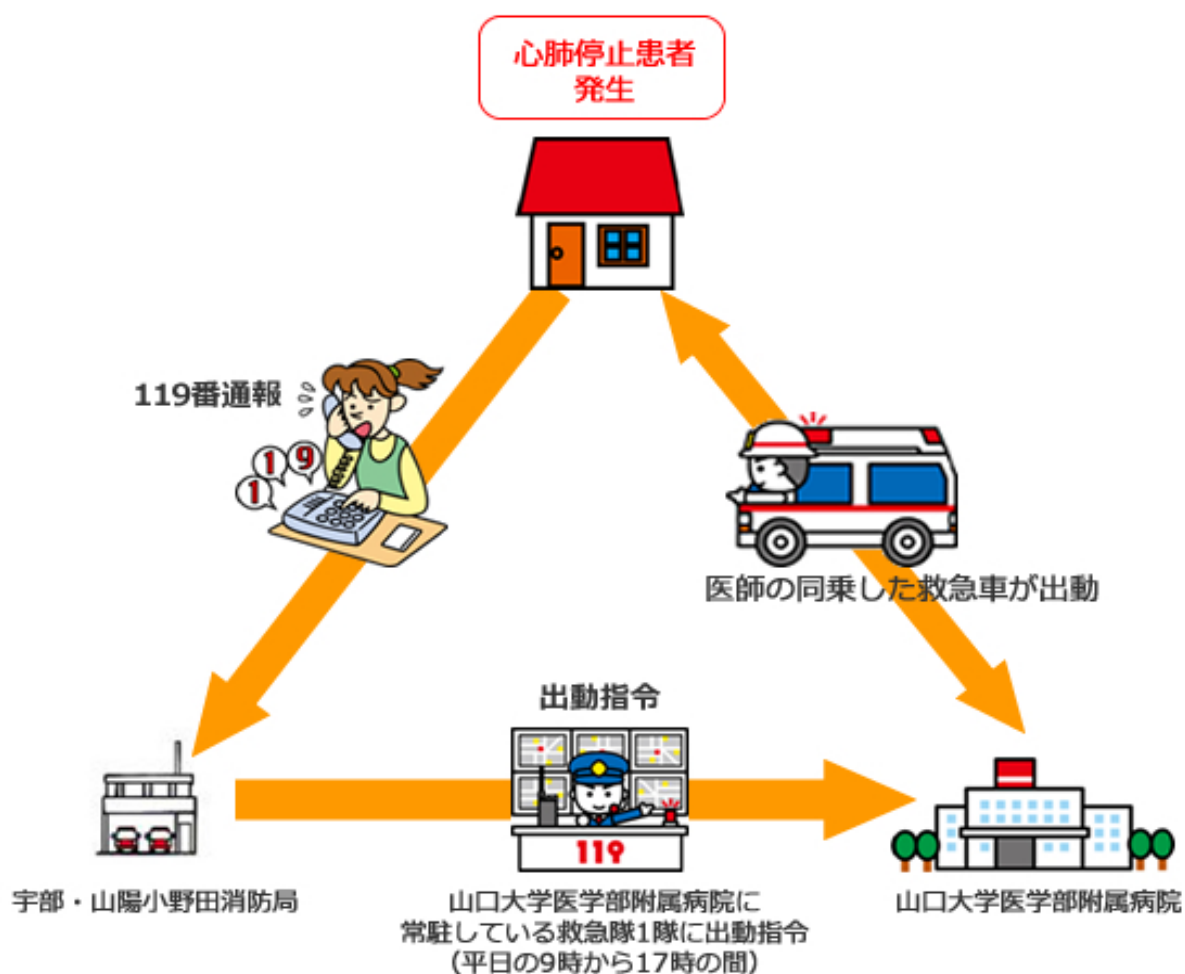 心肺停止患者
発生
119番通報
1
1
9
医師の同乗した救急車が出動
出動指令
119
宇部・山陽小野田消防局
山口大学医学部附属病院に
常駐している救急隊1隊に出動指令
（平日の9時から17時の間）
山口大学医学部附属病院